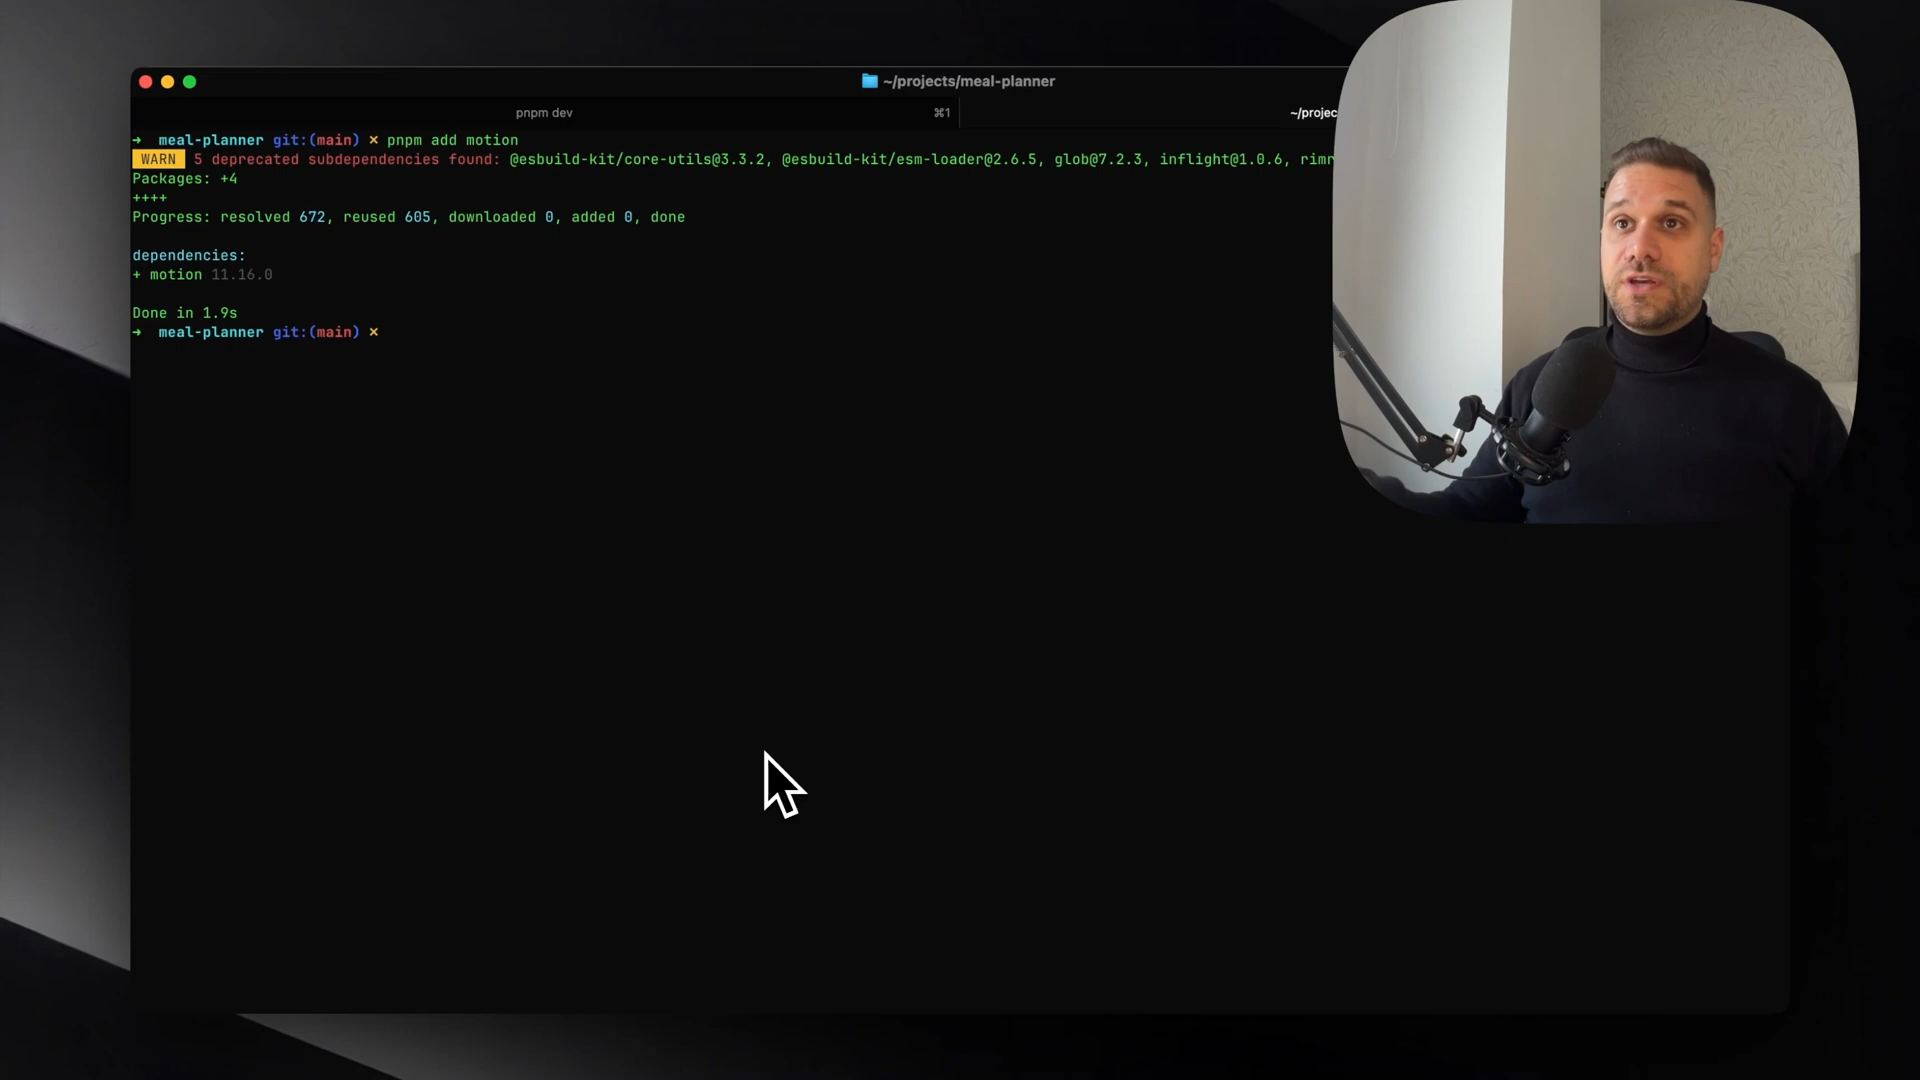 ~/projects/meal-planner
pnpm dev ⌘1
➜ meal-planner git:(main) ✗ pnpm add motion
WARN 5 deprecated subdependencies found: @esbuild-kit/core-utils@3.3.2, @esbuild-kit/esm-loader@2.6.5, glob@7.2.3, inflight@1.0.6,
Packages: +4
++++
Progress: resolved 672, reused 605, downloaded 0, added 0, done
dependencies:
+ motion 11.16.0
Done in 1.9s
➜ meal-planner git:(main) ✗